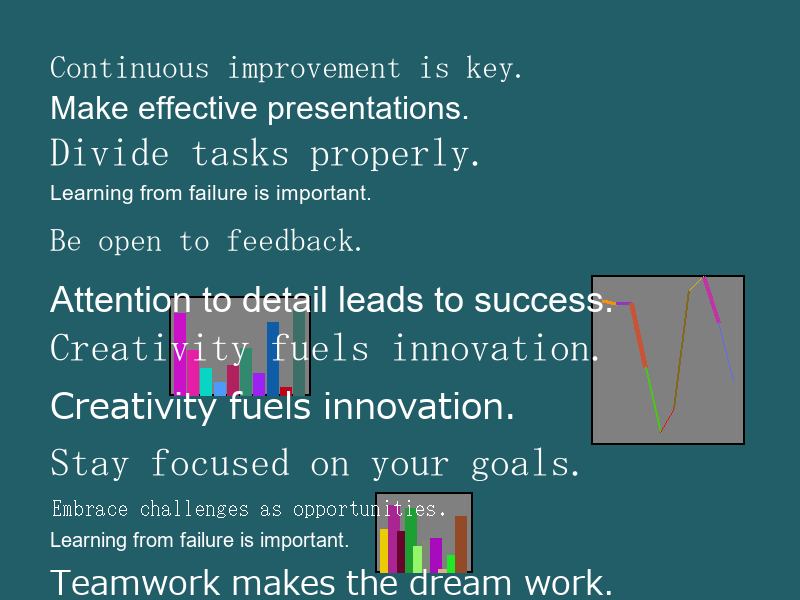 Continuous improvement is key.
Make effective presentations.
Divide tasks properly.
Learning from failure is important.
Be open to feedback.
Attention to detail leads to success.
Creativity fuels innovation.
Creativity fuels innovation.
Stay focused on your goals.
Embrace challenges as opportunities.
Learning from failure is important.
Teamwork makes the dream work.